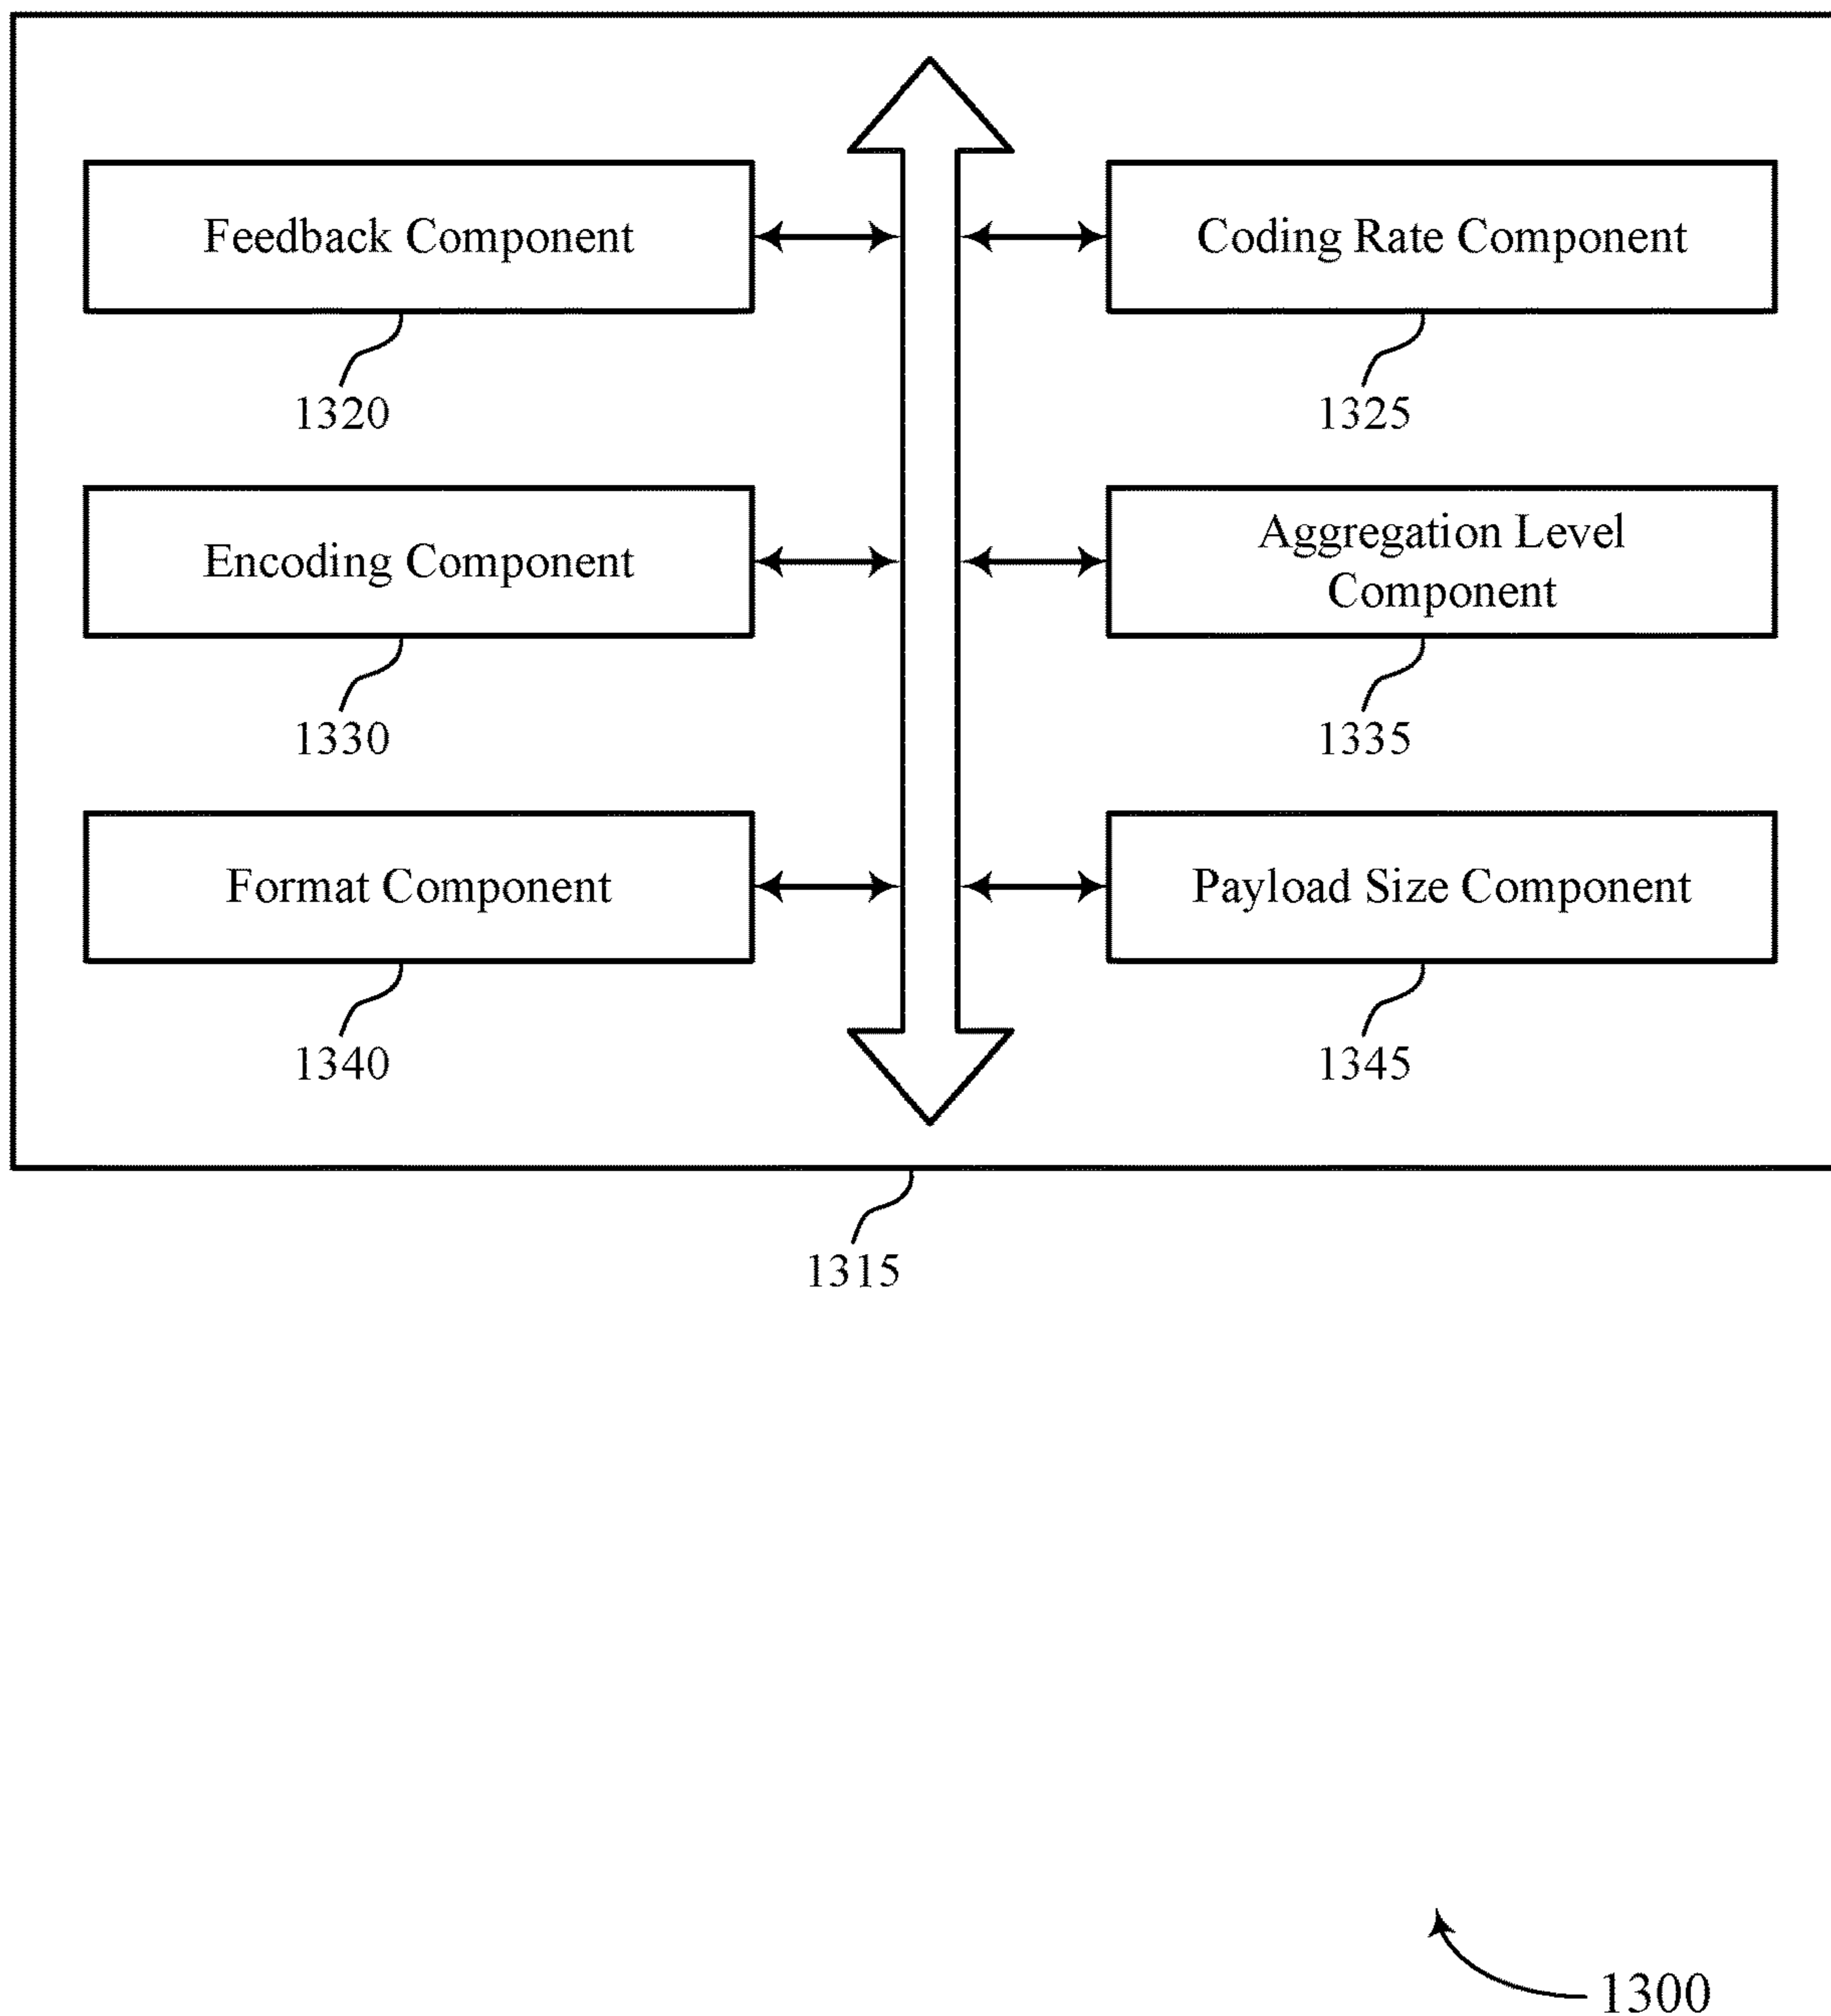 Feedback Component
Coding Rate Component
1320
1325
Encoding Component
Aggregation Level
Component
1330
1335
Format Component
Payload Size Component
1340
1345
1315
1300